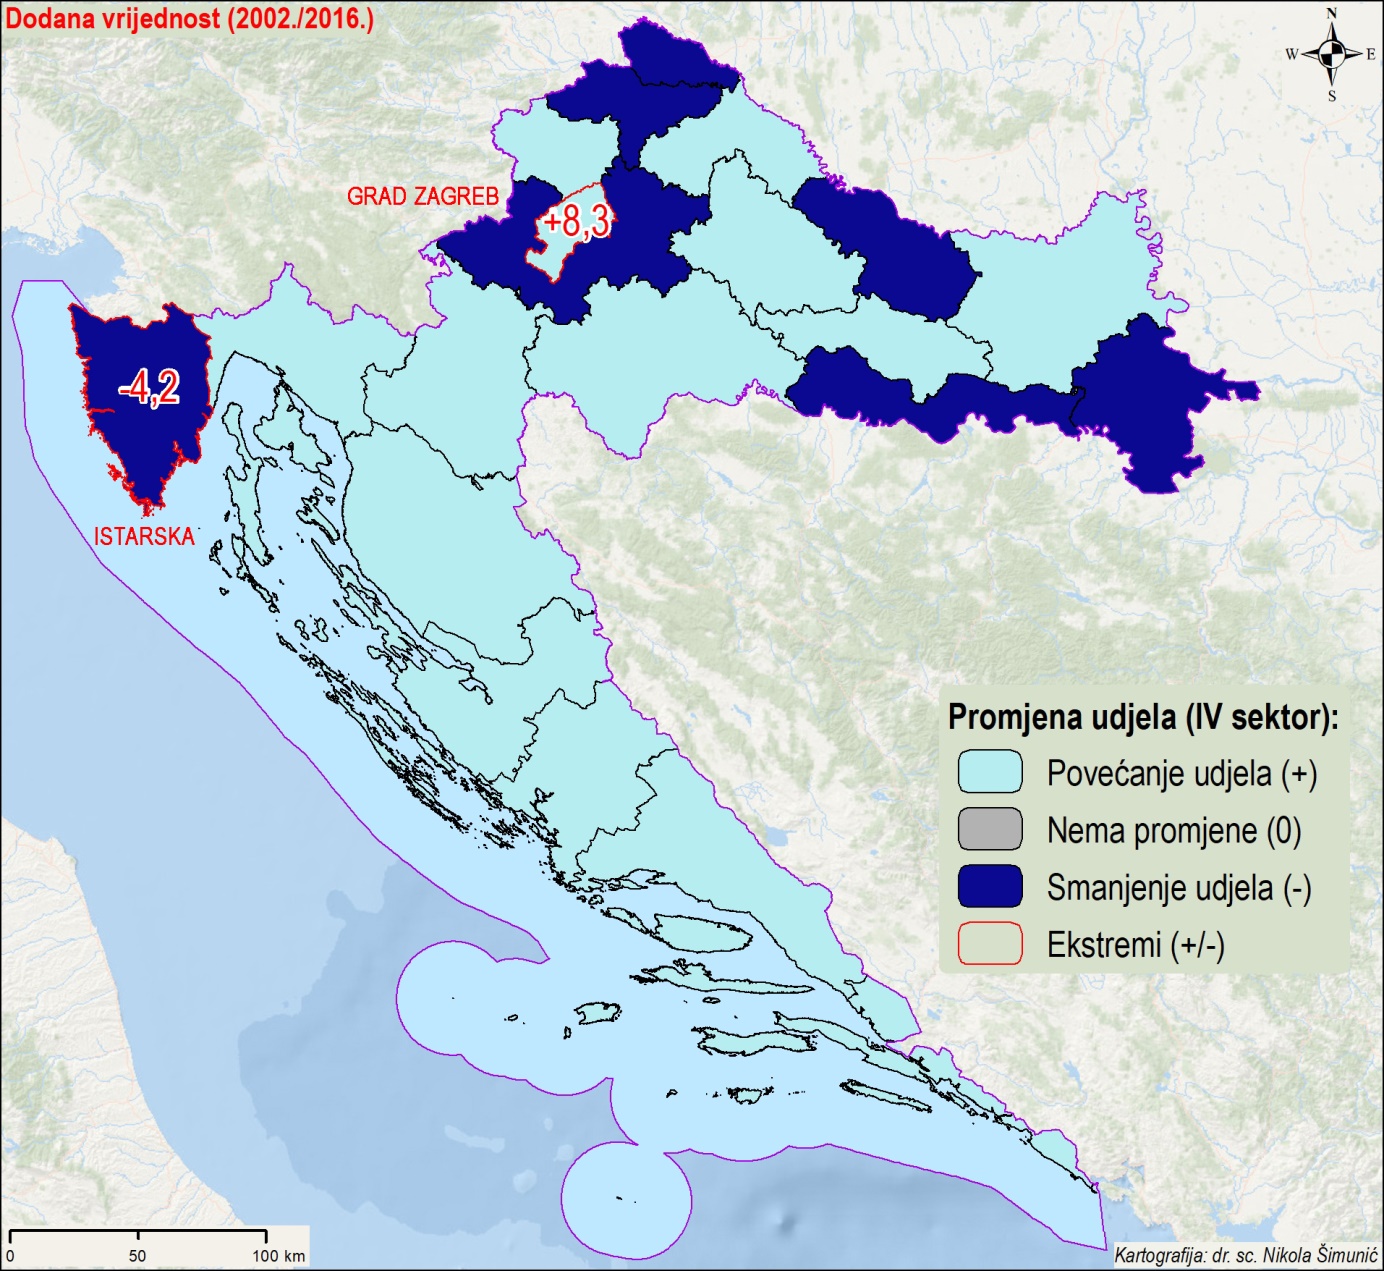 Dodana vrijednost (2002./2016.)
N
W
E
S
GRAD ZAGREB
+8,3
-4,2
ISTARSKA
Promjena udjela (IV sektor):
Povećanje udjela (+)
Nema promjene (0)
Smanjenje udjela (-)
Ekstremi (+/-)
0 50 100 km
Kartografija: dr. sc. Nikola Šimunić